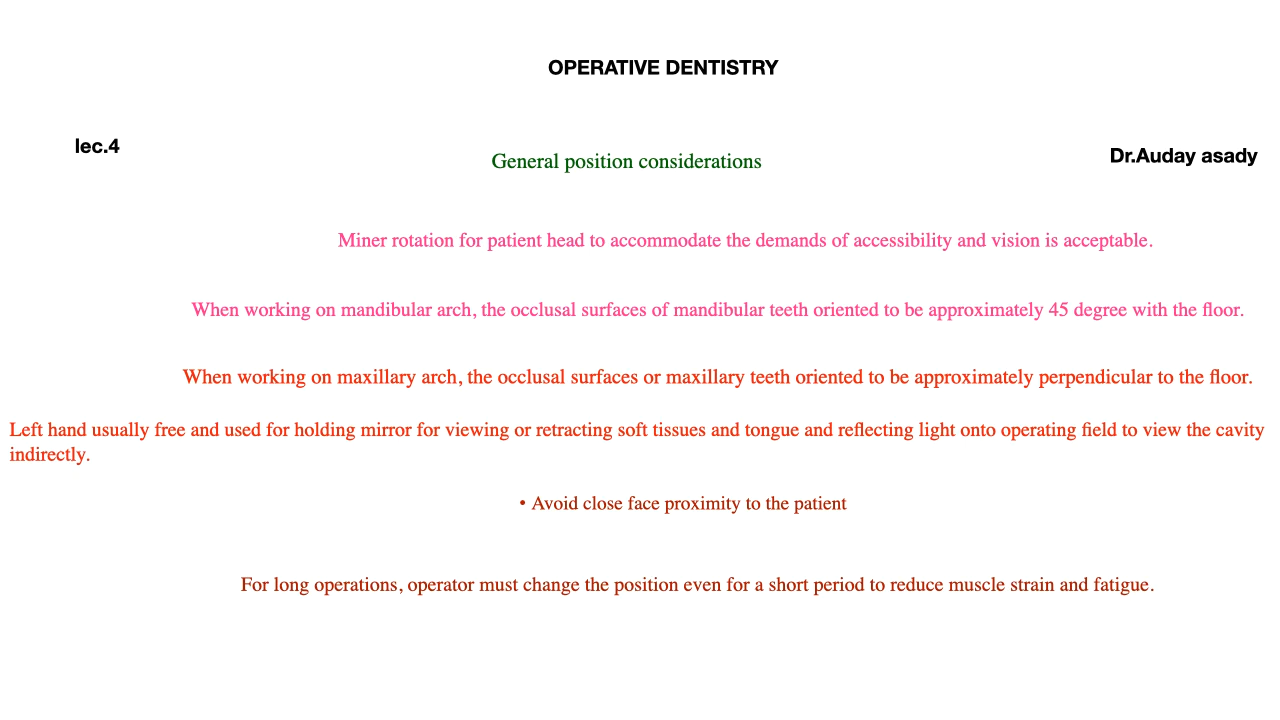 OPERATIVE DENTISTRY
lec.4
General position considerations
Dr.Auday asady
Miner rotation for patient head to accommodate the demands of accessibility and vision is acceptable.
When working on mandibular arch, the occlusal surfaces of mandibular teeth oriented to be approximately 45 degree with the floor.
When working on maxillary arch, the occlusal surfaces or maxillary teeth oriented to be approximately perpendicular to the floor.
Left hand usually free and used for holding mirror for viewing or retracting soft tissues and tongue and reflecting light onto operating field to view the cavity
indirectly.
• Avoid close face proximity to the patient
For long operations, operator must change the position even for a short period to reduce muscle strain and fatigue.